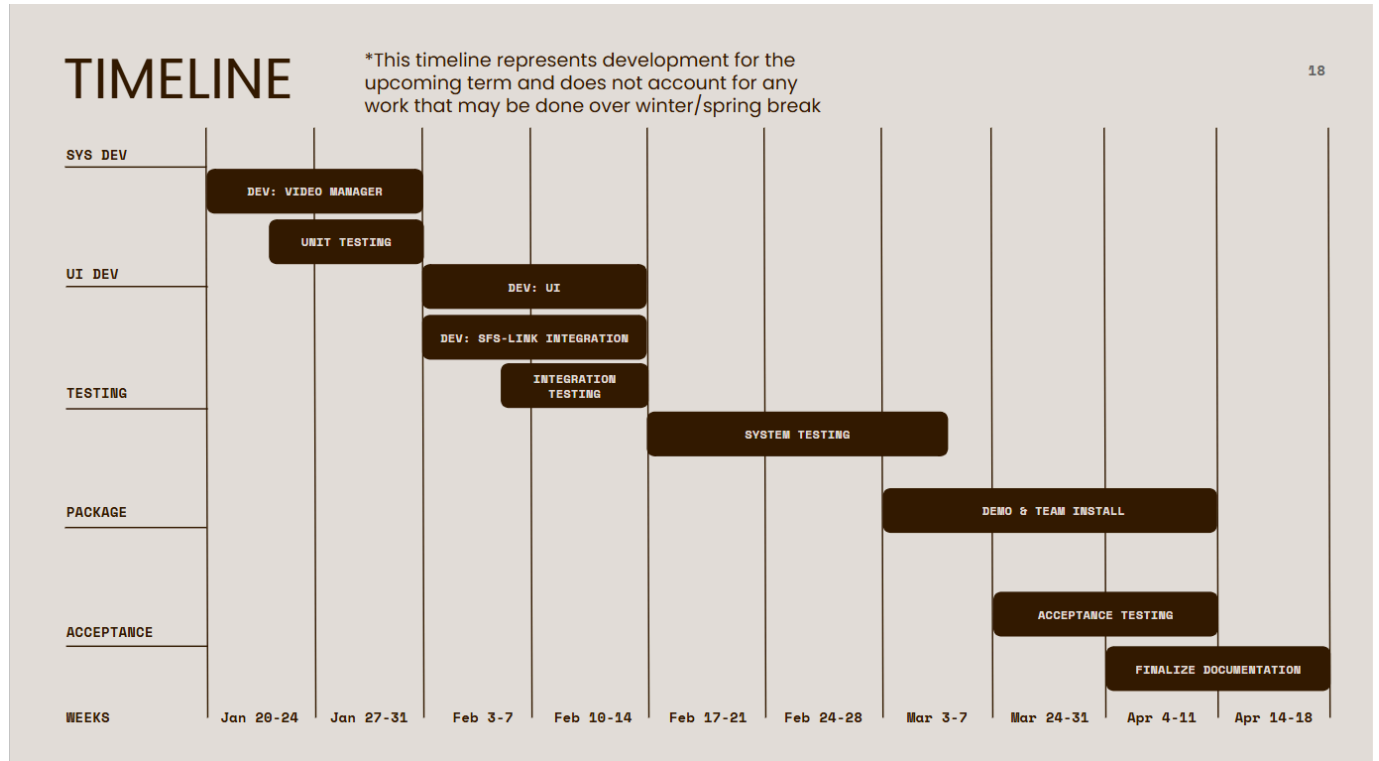 TIMELINE
*This timeline represents development for the
upcoming term and does not account for any
work that may be done over winter/spring break
18
SYS DEV
DEV: VIDEO MANAGER
UNIT TESTING
UI DEV
DEV: UI
DEV: SFS-LINK INTEGRATION
INTEGRATION
TESTING
TESTING
SYSTEM TESTING
PACKAGE
DEMO & TEAM INSTALL
ACCEPTANCE TESTING
ACCEPTANCE
FINALIZE DOCUMENTATION
WEEKS Jan 20-24 Jan 27-31 Feb 3-7 Feb 10-14 Feb 17-21 Feb 24-28 Mar 3-7 Mar 24-31 Apr 4-11 Apr 14-18